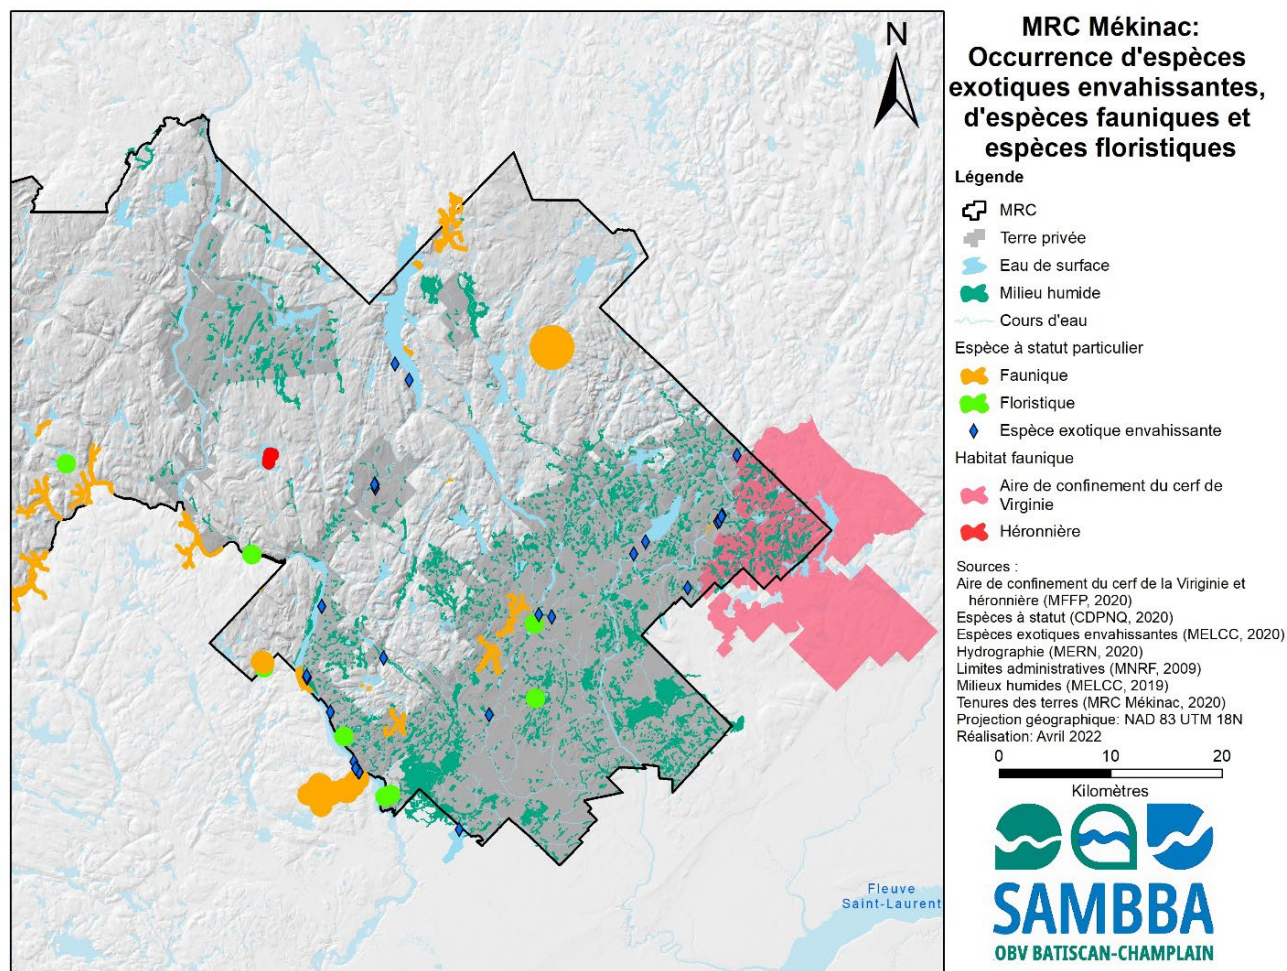 N
MRC Mékinac:
Occurrence d'espèces
exotiques envahissantes,
d'espèces fauniques et
espèces floristiques
Légende
MRC
Terre privée
Eau de surface
Milieu humide
Cours d'eau
Espèce à statut particulier
Faunique
Floristique
Espèce exotique envahissante
Habitat faunique
Aire de confinement du cerf de
Virginie
Héronnière
Sources :
Aire de confinement du cerf de la Viriginie et
héronnière (MFFP, 2020)
Espèces à statut (CDPNQ, 2020)
Espèces exotiques envahissantes (MELCC, 2020)
Hydrographie (MERN, 2020)
Limites administratives (MNRF, 2009)
Milieux humides (MELCC, 2019)
Tenures des terres (MRC Mékinac, 2020)
Projection géographique: NAD 83 UTM 18N
Réalisation: Avril 2022
0 10 20
Kilomètres
SAMBBA
OBV BATISCAN-CHAMPLAIN
Fleuve
Saint-Laurent